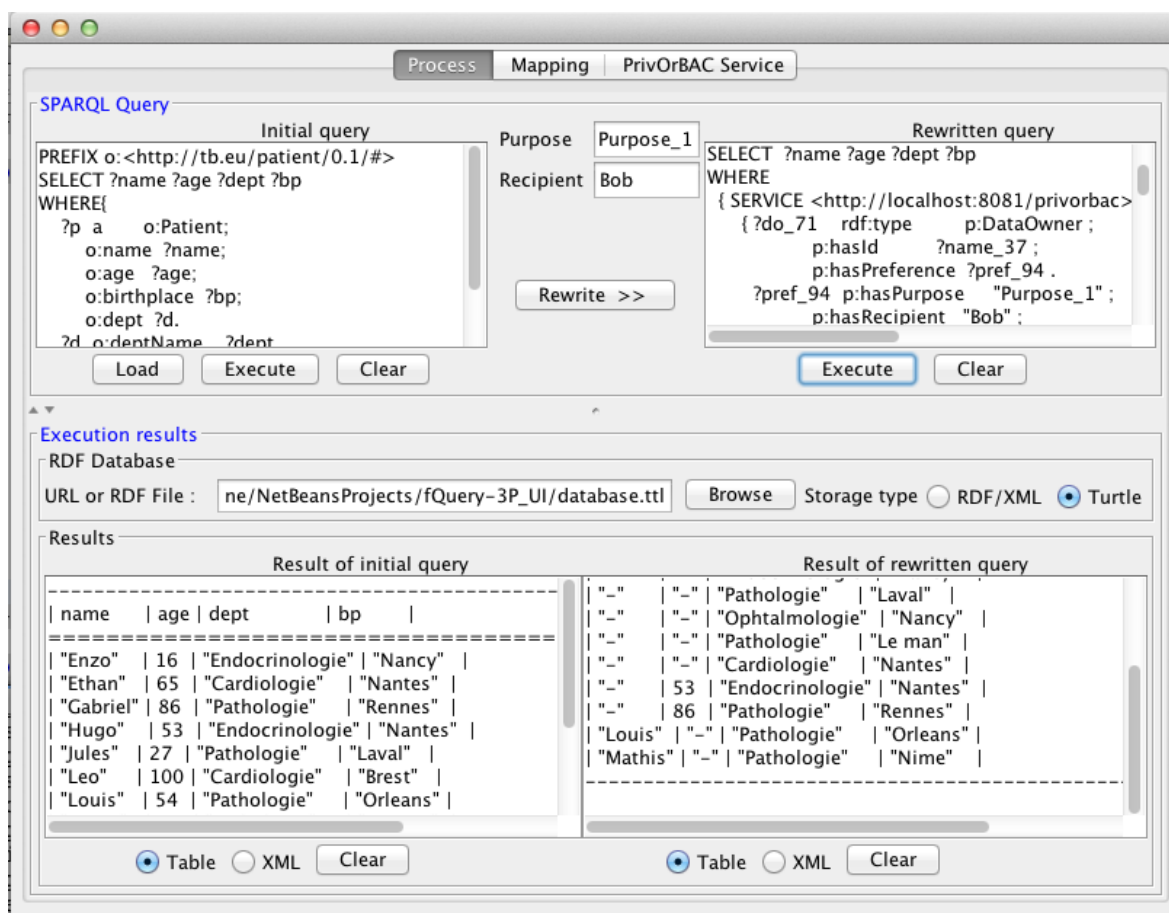 Process Mapping PrivOrBAC Service
SPARQL Query
Initial query
PREFIX o:<http://tb.eu/patient/0.1/#>
SELECT ?name ?age ?dept ?bp
WHERE{
?p a o:Patient;
o:name ?name;
o:age ?age;
o:birthplace ?bp;
o:dept ?d.
?d o:deptName ?dept
Load Execute Clear
Purpose Purpose_1
Recipient Bob
Rewrite >>
Rewritten query
SELECT ?name ?age ?dept ?bp
WHERE
{ SERVICE <http://localhost:8081/privorbac>
{ ?do_71 rdf:type p:DataOwner ;
p:hasId ?name_37 ;
p:hasPreference ?pref_94 .
?pref_94 p:hasPurpose "Purpose_1" ;
p:hasRecipient "Bob" ;
Execute Clear
Execution results
RDF Database
URL or RDF File : ne/NetBeansProjects/fQuery-3P_UI/database.ttl Browse Storage type RDF/XML Turtle
Results
Result of initial query
--------------------------------------------
| name | age | dept | bp |
====================================
| "Enzo" | 16 | "Endocrinologie" | "Nancy" |
| "Ethan" | 65 | "Cardiologie" | "Nantes" |
| "Gabriel" | 86 | "Pathologie" | "Rennes" |
| "Hugo" | 53 | "Endocrinologie" | "Nantes" |
| "Jules" | 27 | "Pathologie" | "Laval" |
| "Leo" | 100 | "Cardiologie" | "Brest" |
| "Louis" | 54 | "Pathologie" | "Orleans" |
Table XML Clear
Result of rewritten query
| "-" | "-" | "Pathologie" | "Laval" |
| "-" | "-" | "Ophtalmologie" | "Nancy" |
| "-" | "-" | "Pathologie" | "Le man" |
| "-" | "-" | "Cardiologie" | "Nantes" |
| "-" | 53 | "Endocrinologie" | "Nantes" |
| "-" | 86 | "Pathologie" | "Rennes" |
| "Louis" | "-" | "Pathologie" | "Orleans" |
| "Mathis" | "-" | "Pathologie" | "Nime" |
--------------------------------------------
Table XML Clear